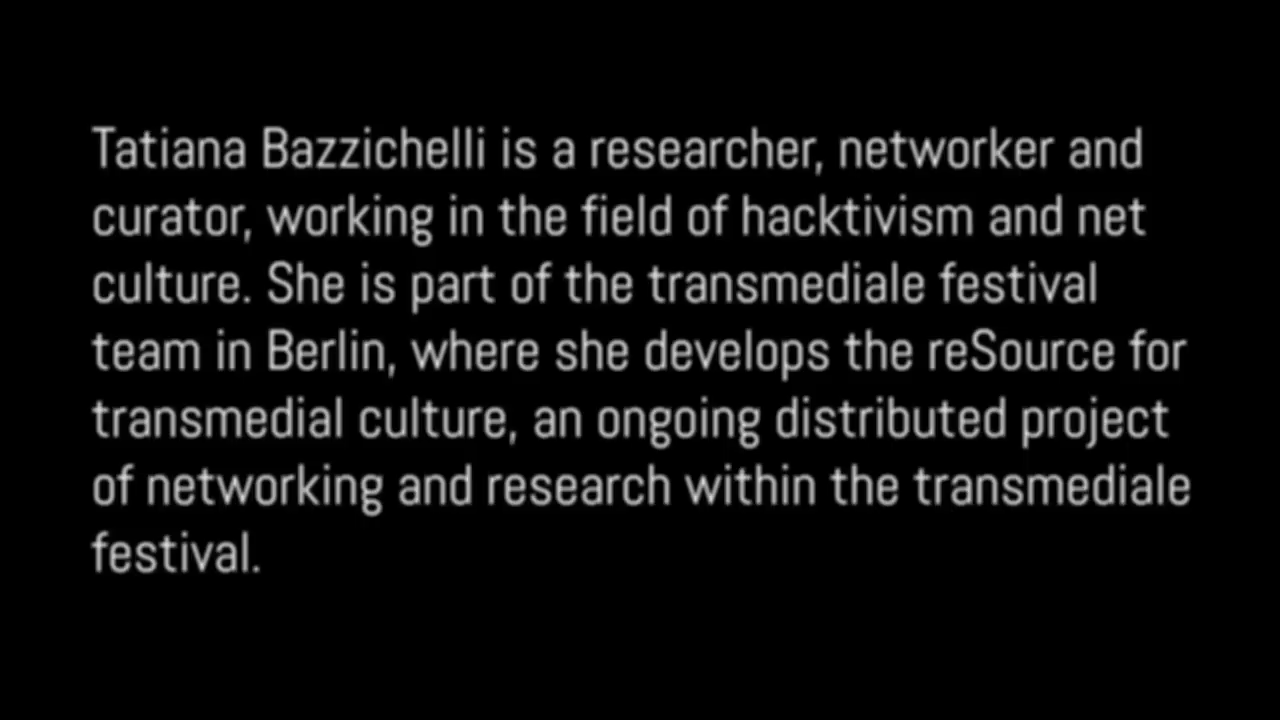 Tatiana Bazzichelli is a researcher, networker and
curator, working in the field of hacktivism and net
culture. She is part of the transmediale festival
team in Berlin, where she develops the reSource for
transmedial culture, an ongoing distributed project
of networking and research within the transmediale
festival.